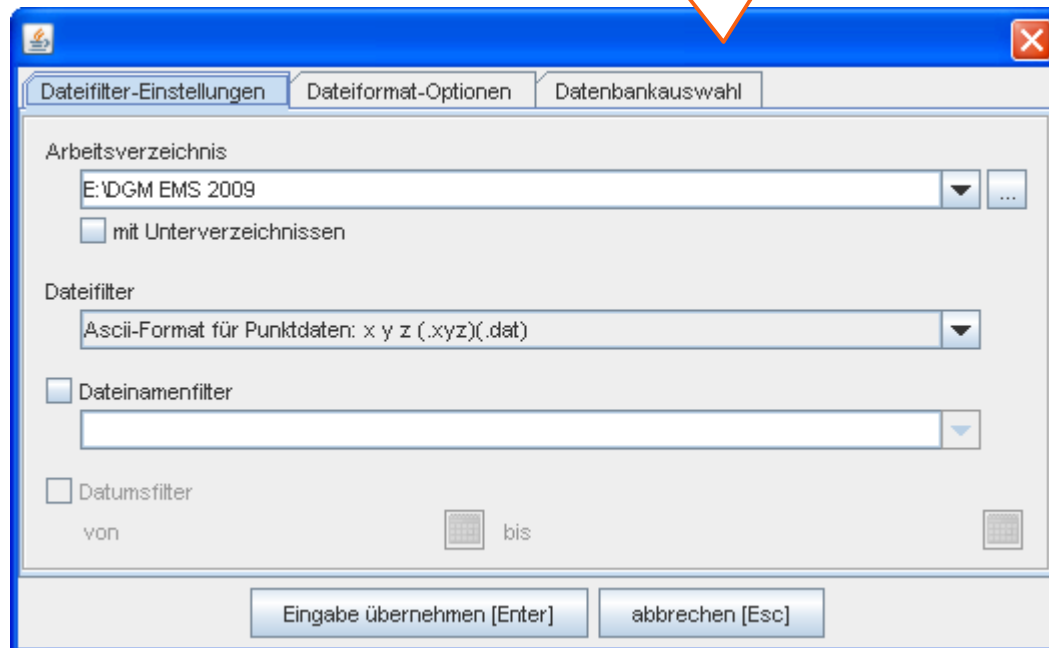 Dateifilter-Einstellungen Dateiformat-Optionen Datenbankauswahl
Arbeitsverzeichnis
E:\DGM EMS 2009 ...
mit Unterverzeichnissen
Dateifilter
Ascii-Format für Punktdaten: x y z (.xyz)(.dat)
Dateinamenfilter
Datumsfilter
von bis
Eingabe übernehmen [Enter] abbrechen [Esc]